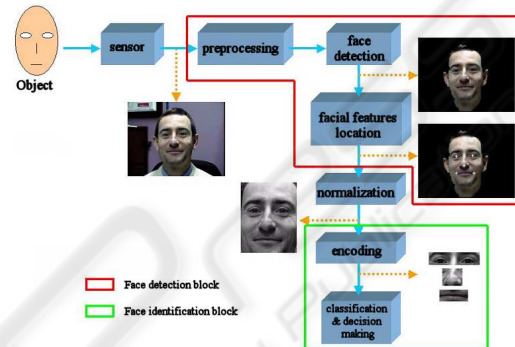 Object
sensor
preprocessing
face
detection
facial features
location
normalization
encoding
classification
& decision
making
Face detection block
Face identification block